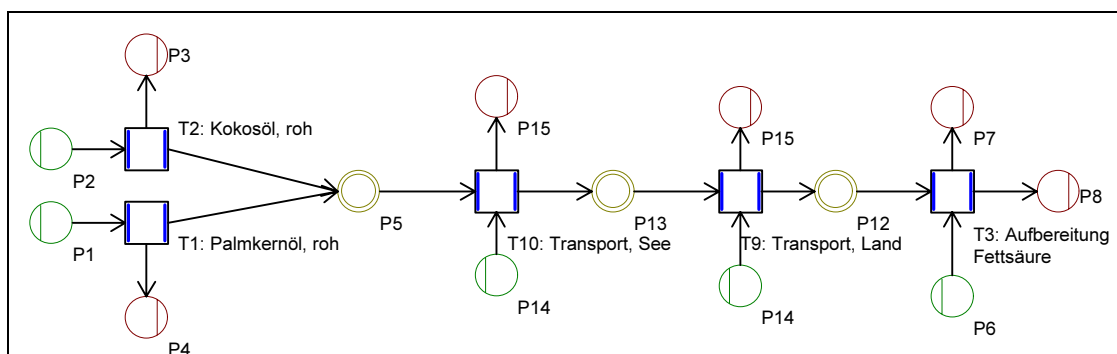 P3
T2: Kokosöl, roh
P2
P1
T1: Palmkernöl, roh
P4
P5
P15
T10: Transport, See
P14
P13
P15
T9: Transport, Land
P14
P12
P7
P8
T3: Aufbereitung
Fettsäure
P6